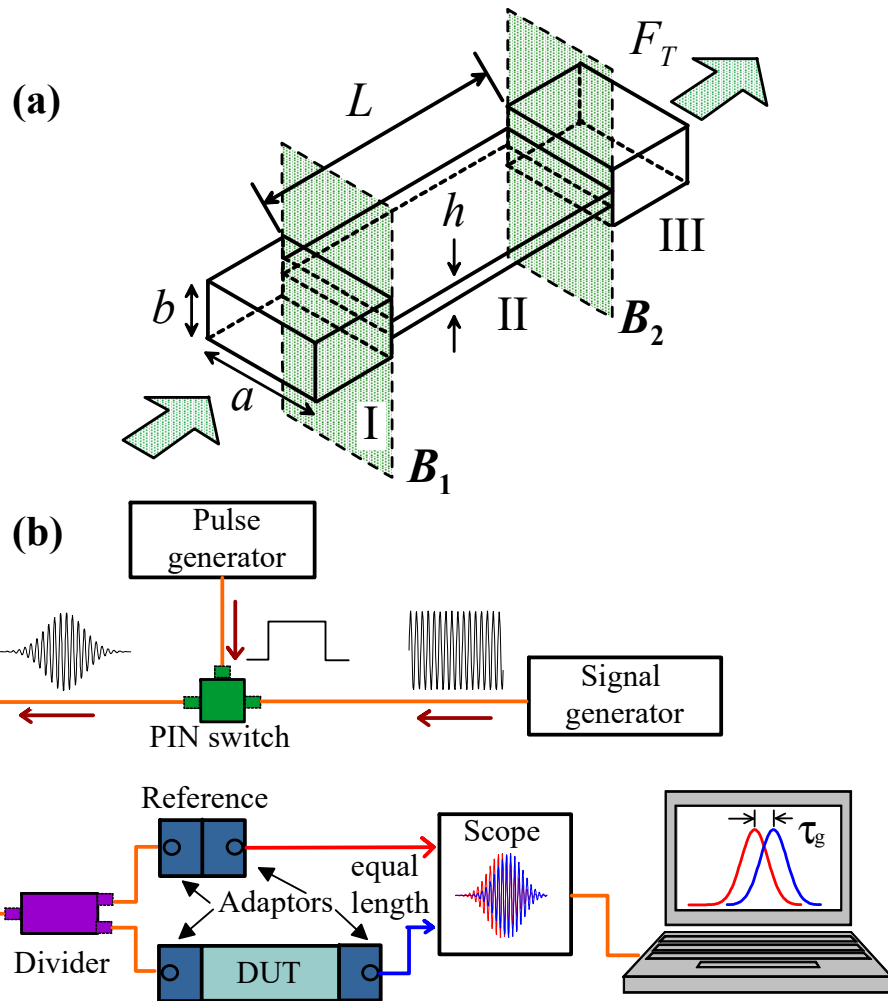 (a)
F_T
L
h
b
a
I
II
III
B_1
B_2
(b)
Pulse
generator
PIN switch
Signal
generator
Reference
Adaptors
equal
length
Divider
DUT
Scope
τ_g